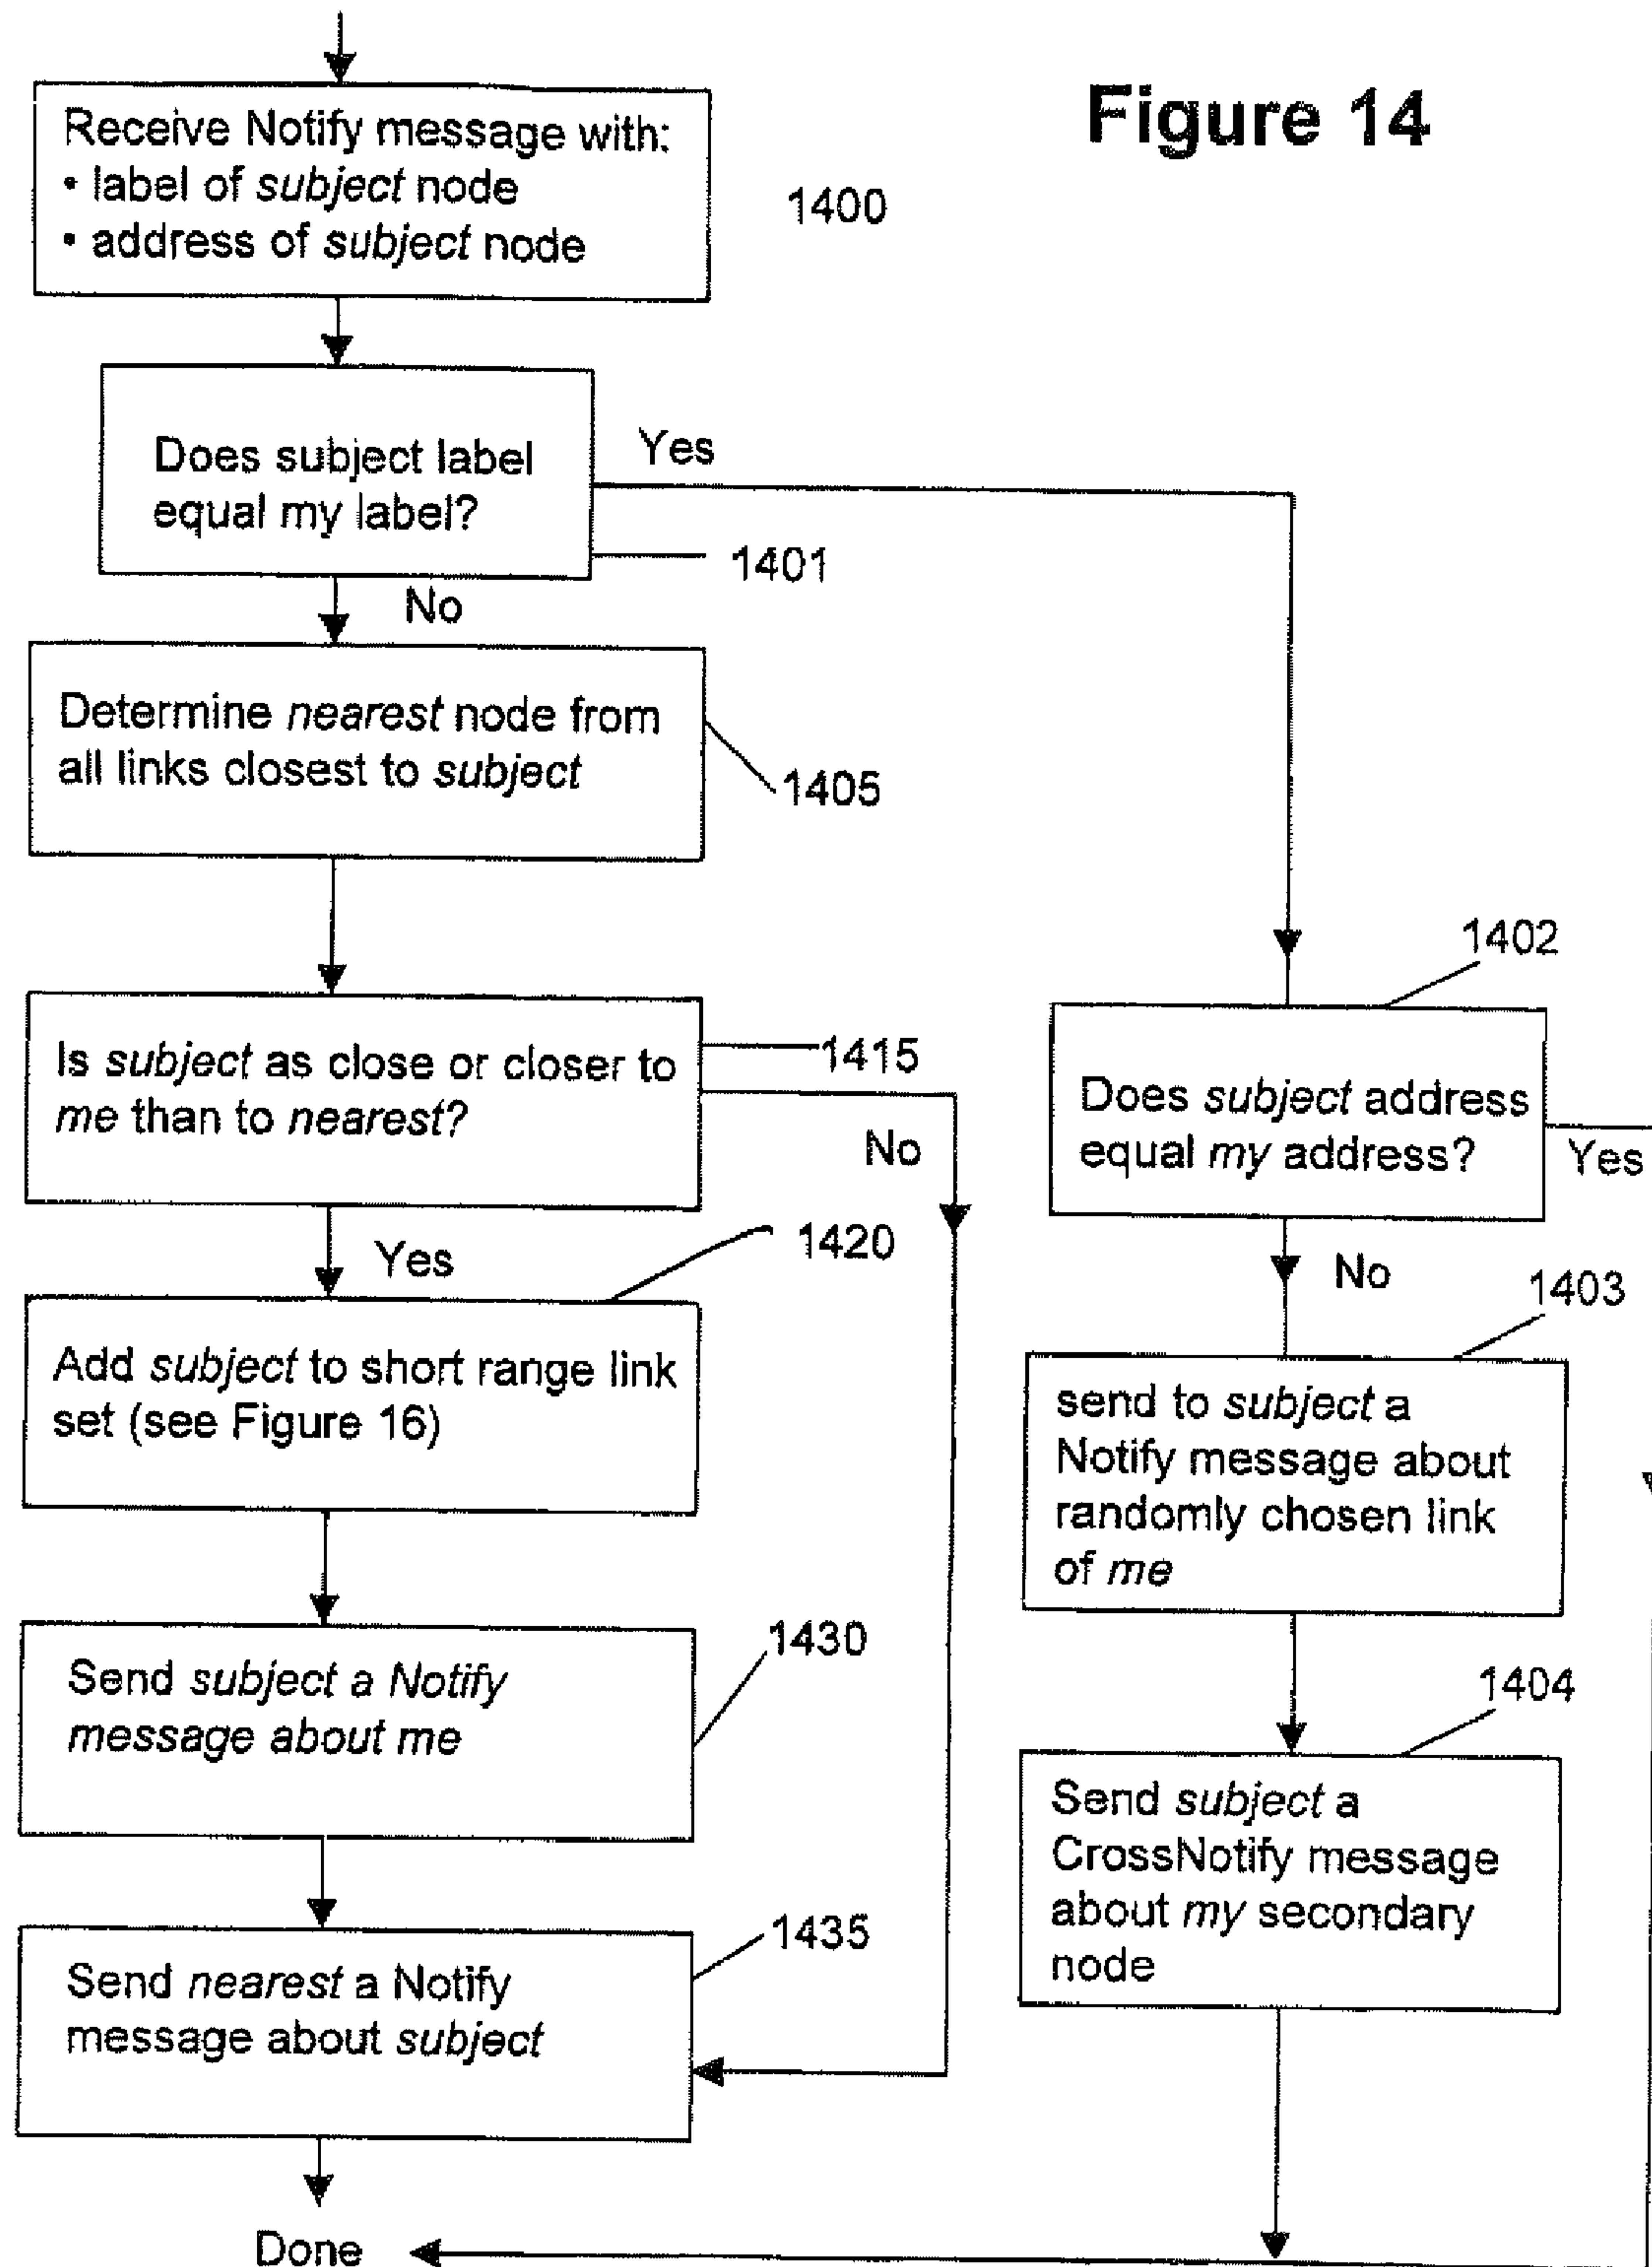 Figure 14
Receive Notify message with:
• label of subject node
• address of subject node
1400
Does subject label
equal my label?
Yes
1401
No
Determine nearest node from
all links closest to subject
1405
Is subject as close or closer to
me than to nearest?
1415
No
Yes
1420
Add subject to short range link
set (see Figure 16)
Send subject a Notify
message about me
1430
Send nearest a Notify
message about subject
1435
Done
1402
Does subject address
equal my address?
Yes
No
1403
send to subject a
Notify message about
randomly chosen link
of me
1404
Send subject a
CrossNotify message
about my secondary
node